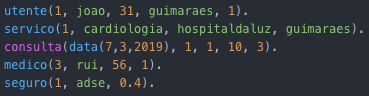 utente(1, joao, 31, guimaraes, 1).
servico(1, cardiologia, hospitaldaluz, guimaraes).
consulta(data(7,3,2019), 1, 1, 10, 3).
medico(3, rui, 56, 1).
seguro(1, adse, 0.4).